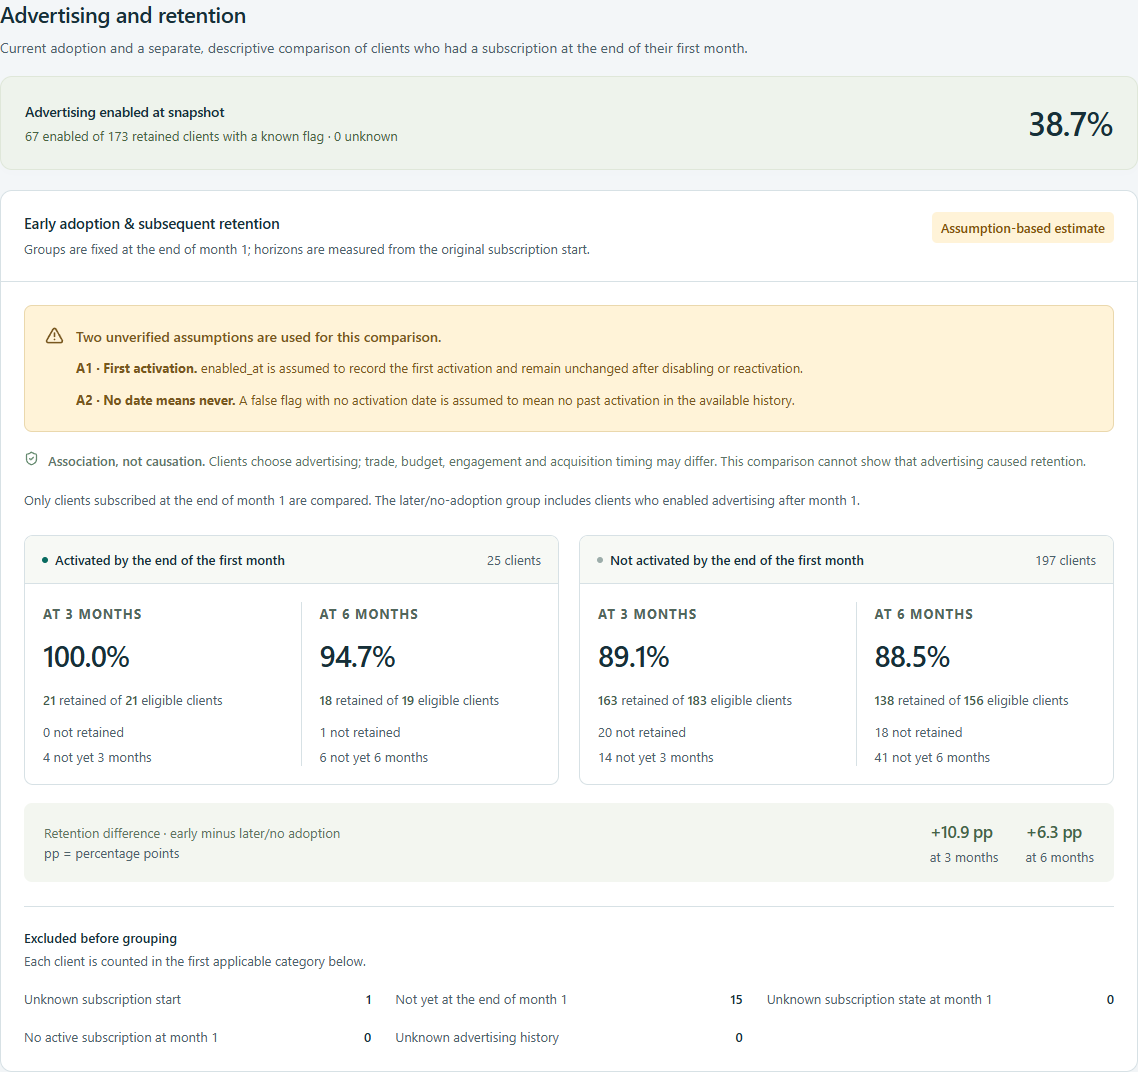 Advertising and retention
Current adoption and a separate, descriptive comparison of clients who had a subscription at the end of their first month.
Advertising enabled at snapshot
67 enabled of 173 retained clients with a known flag · 0 unknown
38.7%
Early adoption & subsequent retention
Groups are fixed at the end of month 1; horizons are measured from the original subscription start.
Assumption-based estimate
Two unverified assumptions are used for this comparison.
A1 · First activation. enabled_at is assumed to record the first activation and remain unchanged after disabling or reactivation.
A2 · No date means never. A false flag with no activation date is assumed to mean no past activation in the available history.
Association, not causation. Clients choose advertising; trade, budget, engagement and acquisition timing may differ. This comparison cannot show that advertising caused retention.
Only clients subscribed at the end of month 1 are compared. The later/no-adoption group includes clients who enabled advertising after month 1.
Activated by the end of the first month
25 clients
AT 3 MONTHS
100.0%
21 retained of 21 eligible clients
0 not retained
4 not yet 3 months
AT 6 MONTHS
94.7%
18 retained of 19 eligible clients
1 not retained
6 not yet 6 months
Not activated by the end of the first month
197 clients
AT 3 MONTHS
89.1%
163 retained of 183 eligible clients
20 not retained
14 not yet 3 months
AT 6 MONTHS
88.5%
138 retained of 156 eligible clients
18 not retained
41 not yet 6 months
Retention difference · early minus later/no adoption
pp = percentage points
+10.9 pp
at 3 months
+6.3 pp
at 6 months
Excluded before grouping
Each client is counted in the first applicable category below.
Unknown subscription start 1
Not yet at the end of month 1 15
Unknown subscription state at month 1 0
No active subscription at month 1 0
Unknown advertising history 0